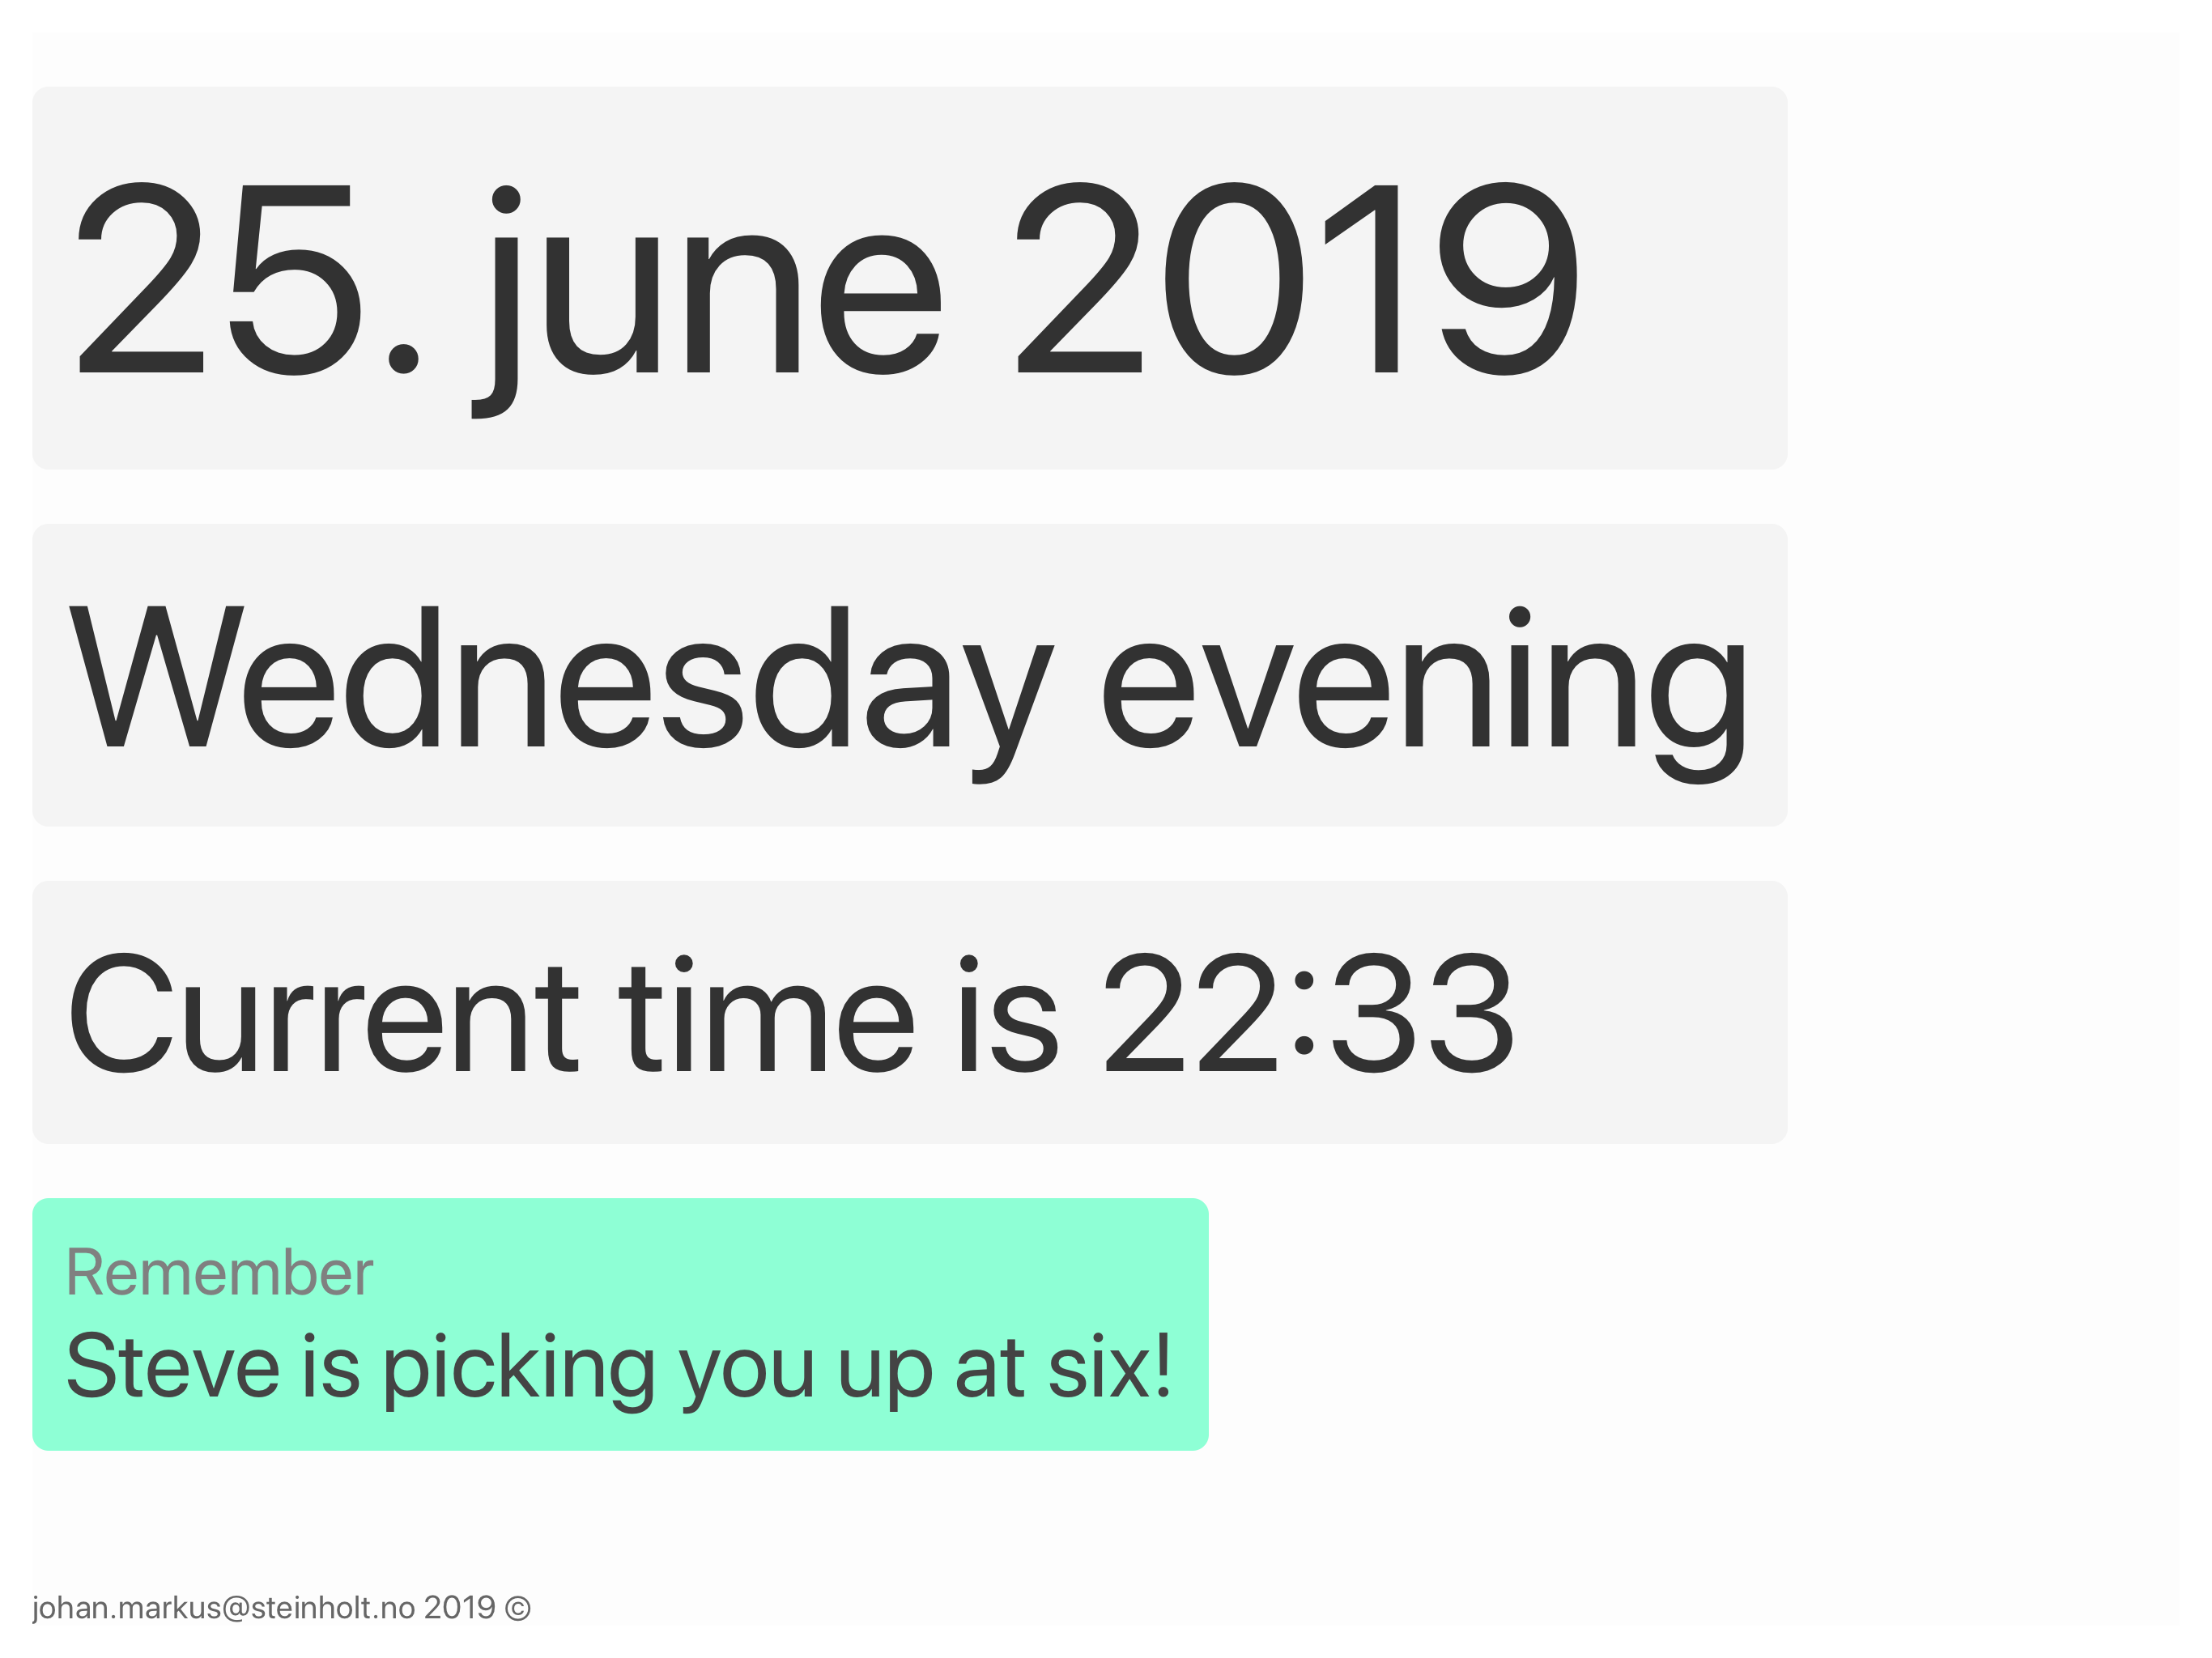 25. june 2019
Wednesday evening
Current time is 22:33
Remember
Steve is picking you up at six!
johan.markus@steinholt.no 2019 ©